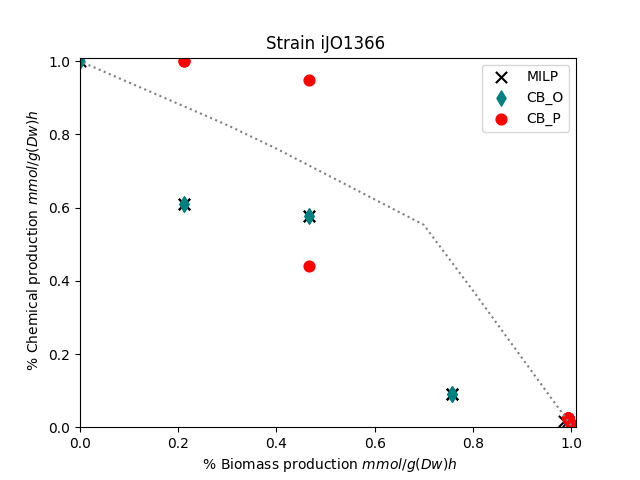 Strain iJO1366
MILP
CB_O
CB_P
% Chemical production mmol/g(Dw)h
1.0
0.8
0.6
0.4
0.2
0.0
0.0 0.2 0.4 0.6 0.8 1.0
% Biomass production mmol/g(Dw)h